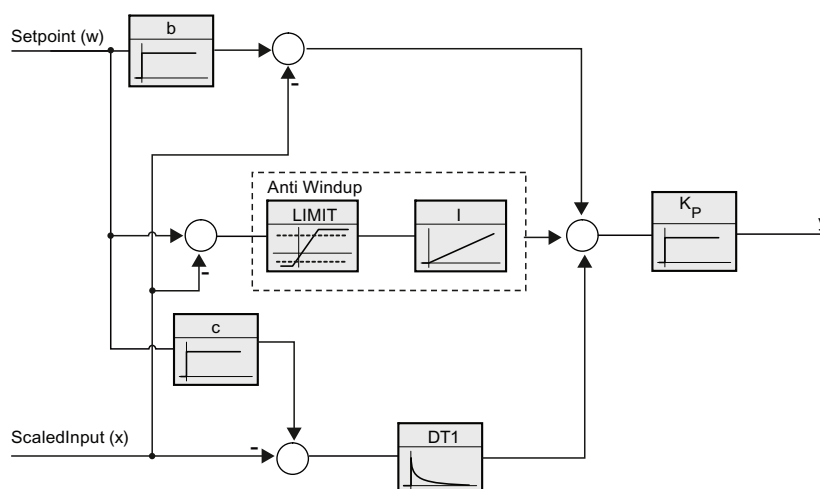 b
Setpoint (w)
-
Anti Windup
LIMIT
I
K_P
y
-
c
ScaledInput (x)
-
DT1